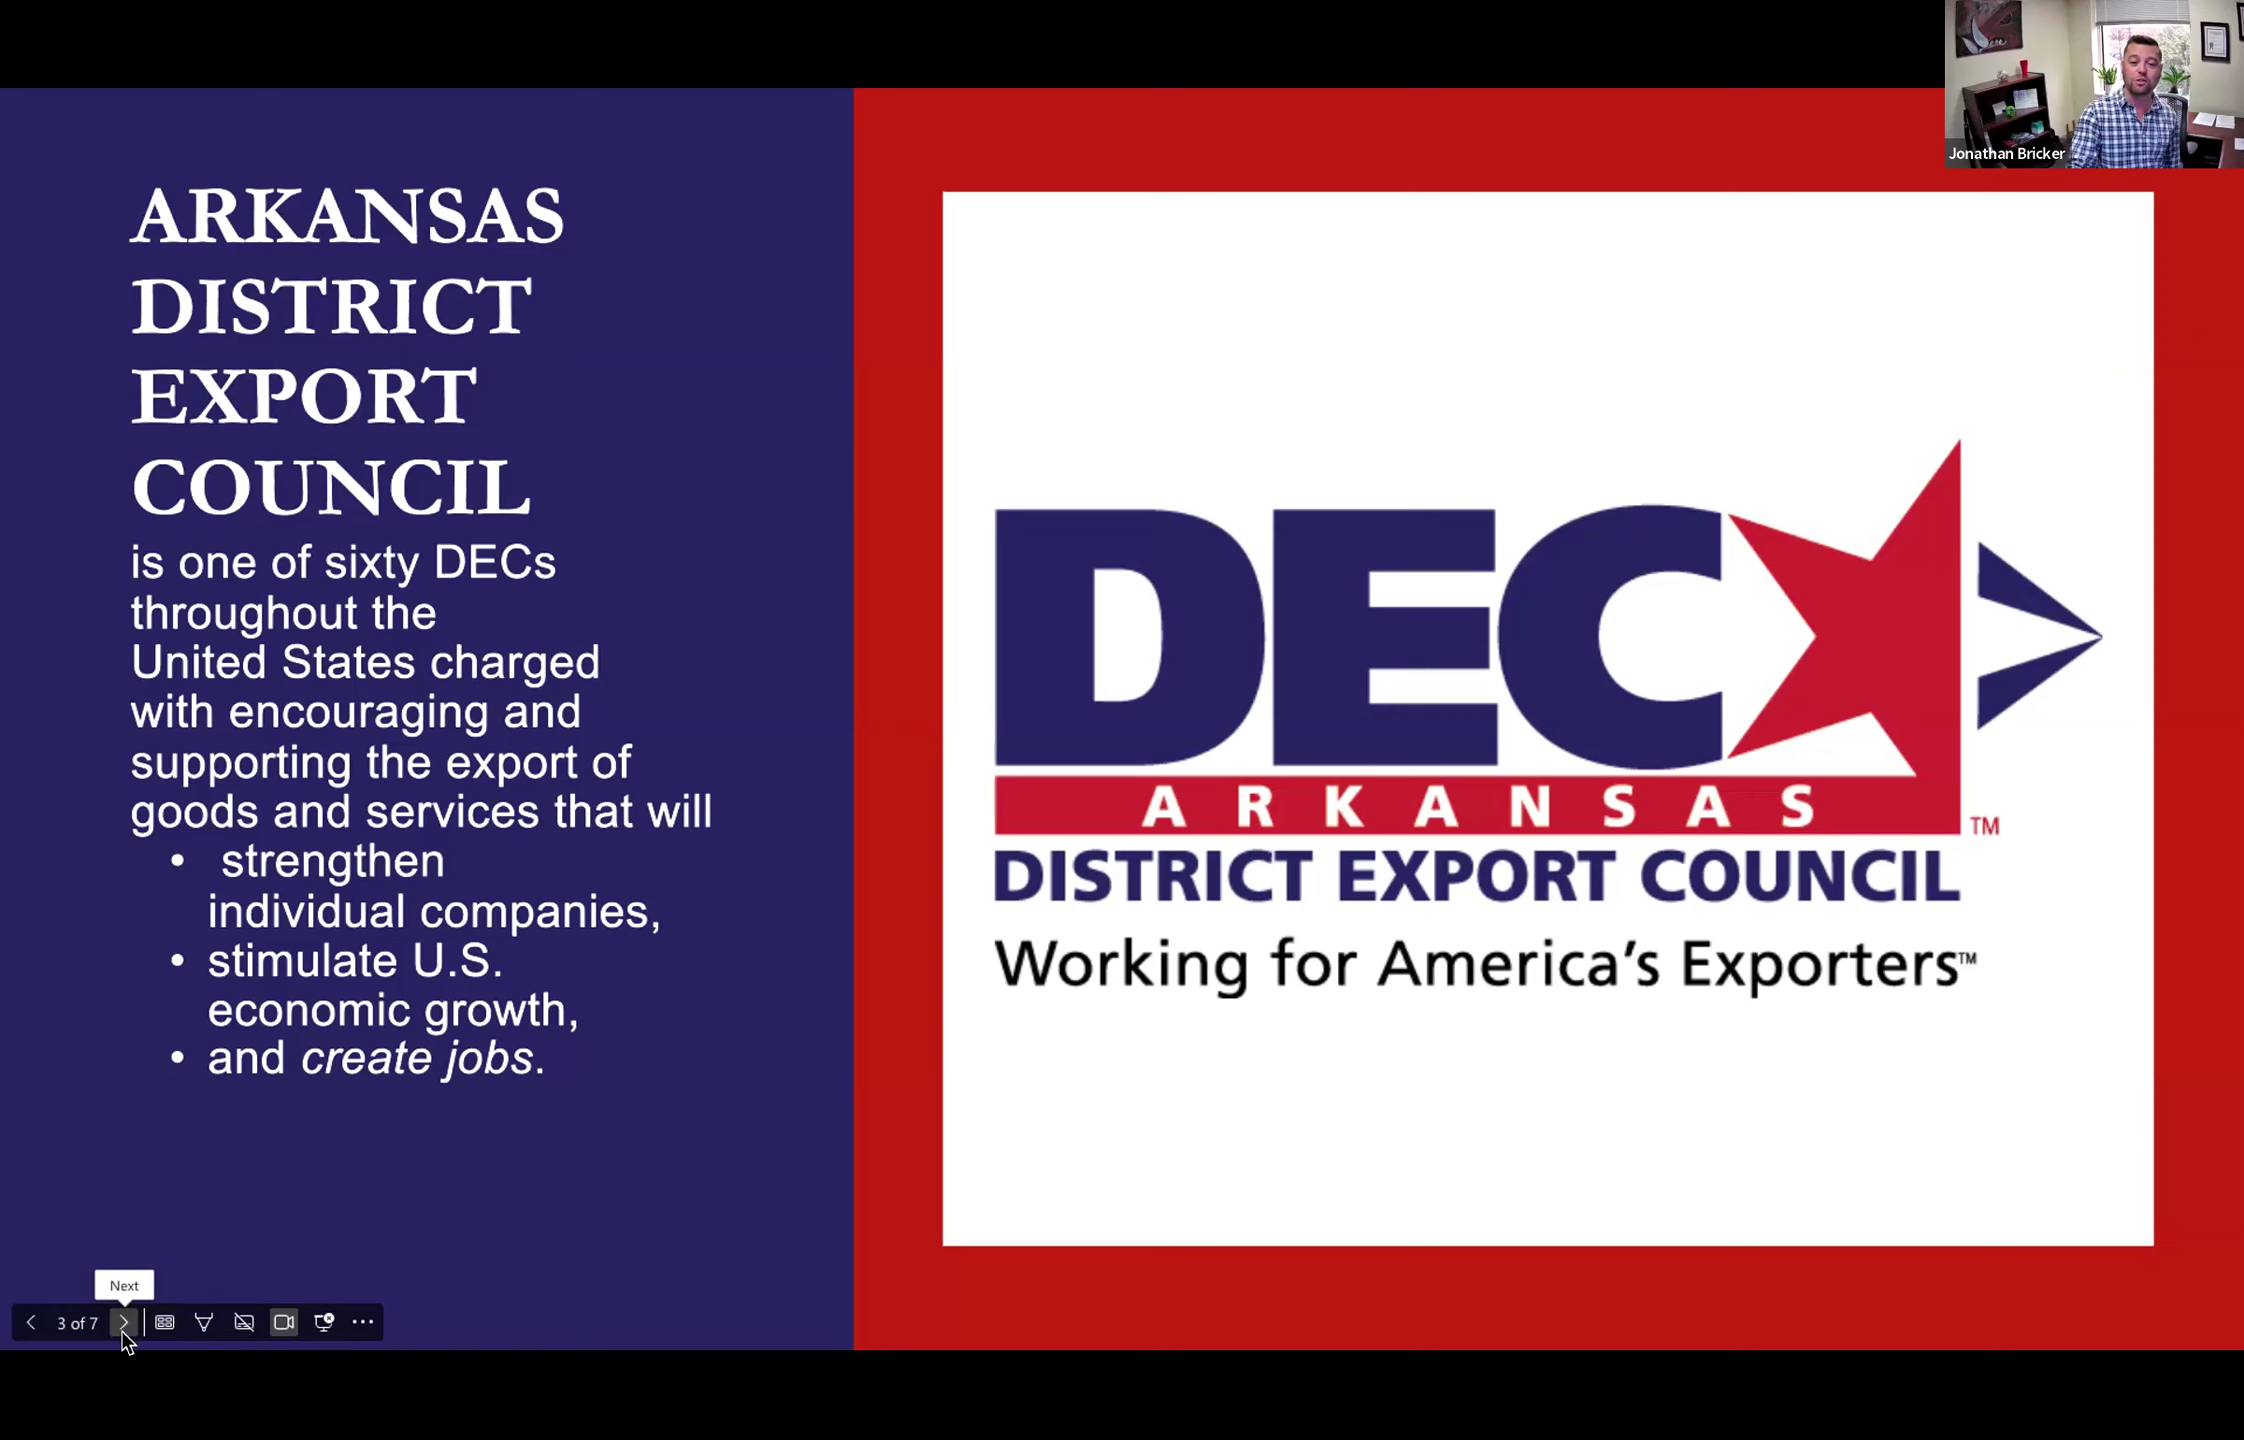 Jonathan Bricker
ARKANSAS
DISTRICT
EXPORT
COUNCIL
is one of sixty DECs
throughout the
United States charged
with encouraging and
supporting the export of
goods and services that will
• strengthen
individual companies,
• stimulate U.S.
economic growth,
• and create jobs.
DEC
ARKANSAS
TM
DISTRICT EXPORT COUNCIL
Working for America's Exporters™
Next
3 of 7